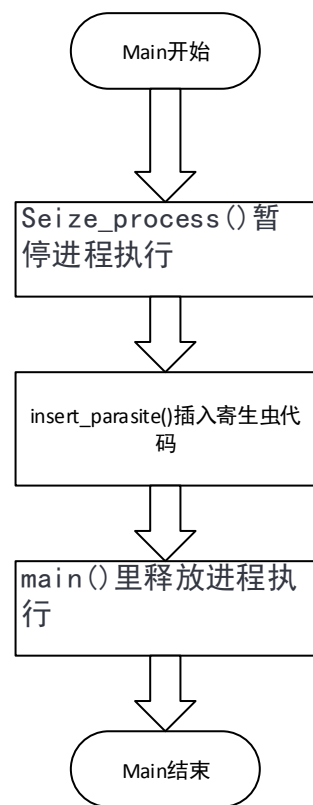 Main开始
Seize_process()暂
停进程执行
insert_parasite()插入寄生虫代
码
main()里释放进程执
行
Main结束